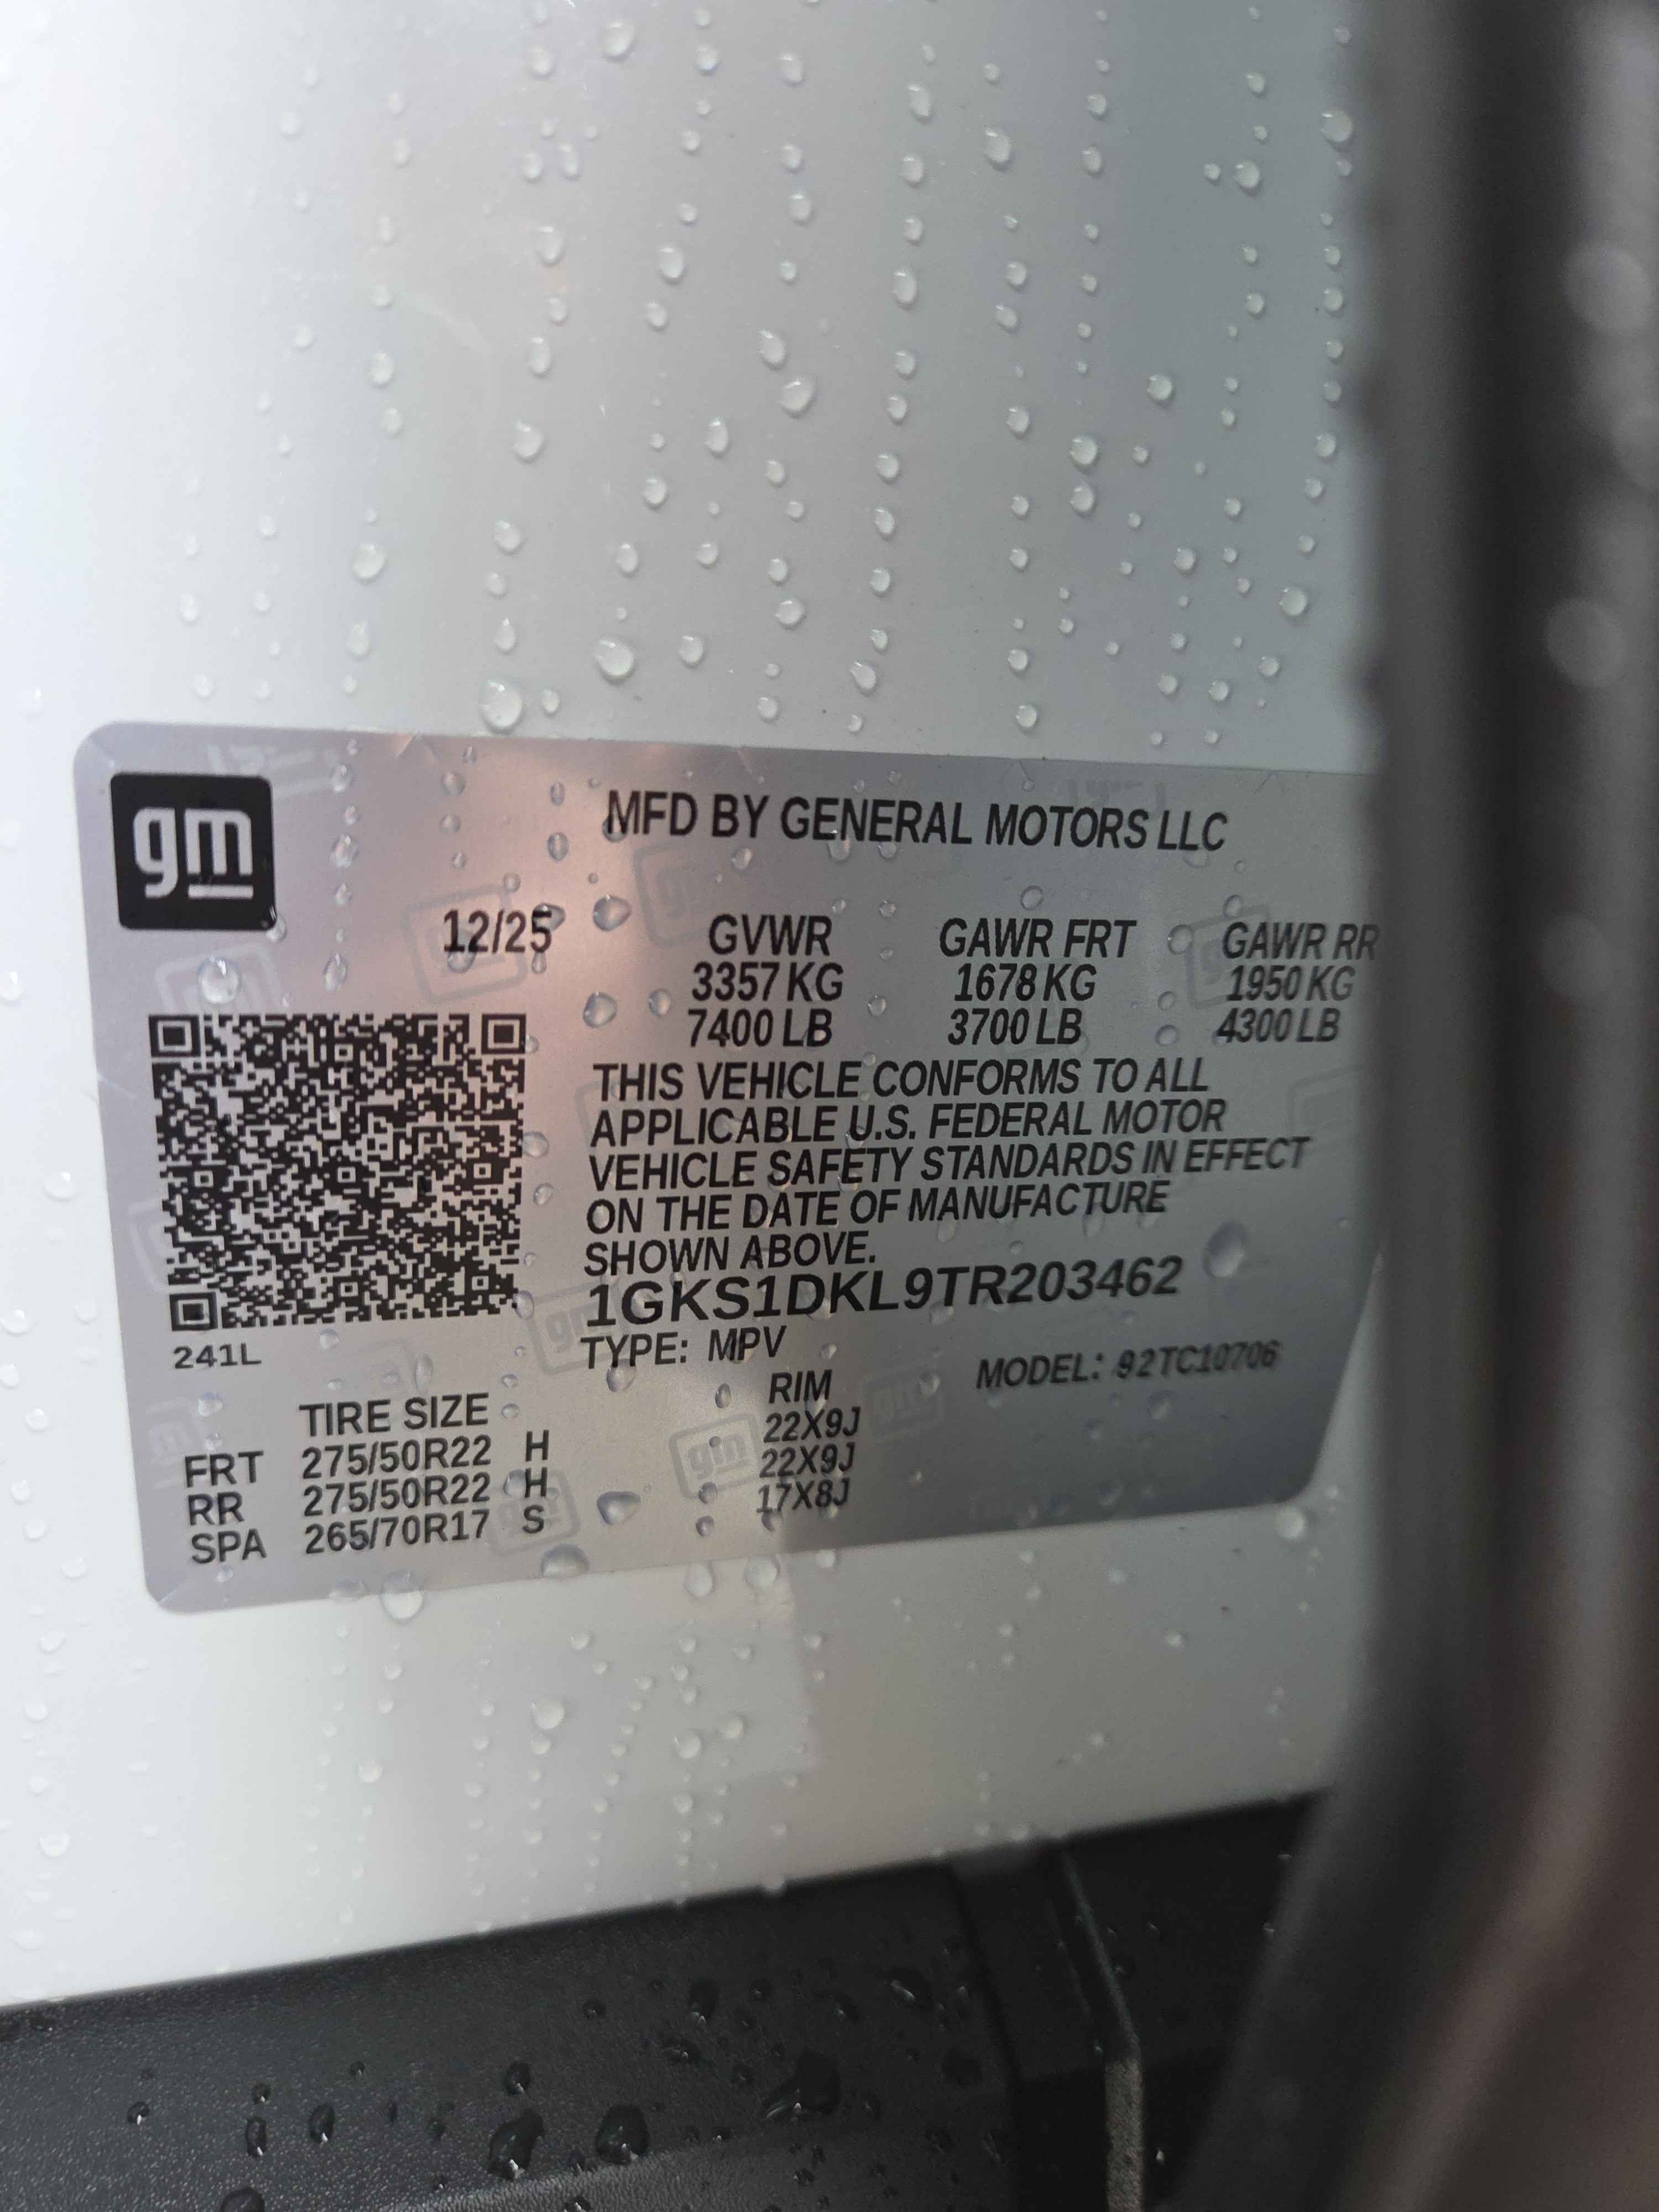 gm
MFD BY GENERAL MOTORS LLC
12/25 GVWR GAWR FRT GAWR RR
3357 KG 1678 KG 1950 KG
7400 LB 3700 LB 4300 LB
THIS VEHICLE CONFORMS TO ALL
APPLICABLE U.S. FEDERAL MOTOR
VEHICLE SAFETY STANDARDS IN EFFECT
ON THE DATE OF MANUFACTURE
SHOWN ABOVE.
1GKS1DKL9TR203462
241L
TYPE: MPV MODEL: 92TC10706
TIRE SIZE RIM
FRT 275/50R22 H 22X9J
RR 275/50R22 H 22X9J
SPA 265/70R17 S 17X8J